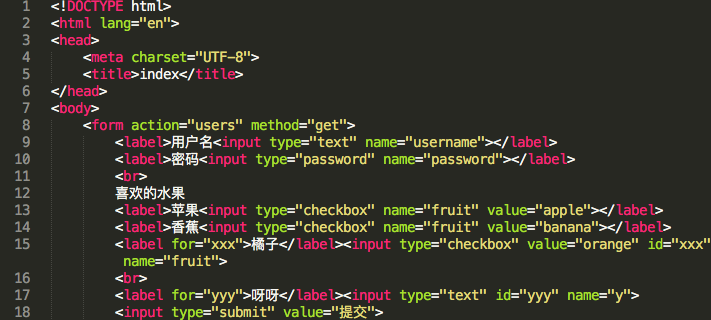 1 <!DOCTYPE html>
2 <html lang="en">
3 <head>
4 <meta charset="UTF-8">
5 <title>index</title>
6 </head>
7 <body>
8 <form action="users" method="get">
9 <label>用户名<input type="text" name="username"></label>
10 <label>密码<input type="password" name="password"></label>
11 <br>
12 喜欢的水果
13 <label>苹果<input type="checkbox" name="fruit" value="apple"></label>
14 <label>香蕉<input type="checkbox" name="fruit" value="banana"></label>
15 <label for="xxx">橘子</label><input type="checkbox" value="orange" id="xxx"
name="fruit">
16 <br>
17 <label for="yyy">呀呀</label><input type="text" id="yyy" name="y">
18 <input type="submit" value="提交">